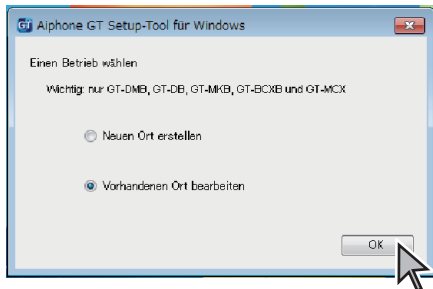 Aiphone GT Setup-Tool für Windows
Einen Betrieb wählen
Wichtig: nur GT-DMB, GT-DB, GT-MKB, GT-BCXB und GT-MCX
Neuen Ort erstellen
Vorhandenen Ort bearbeiten
OK